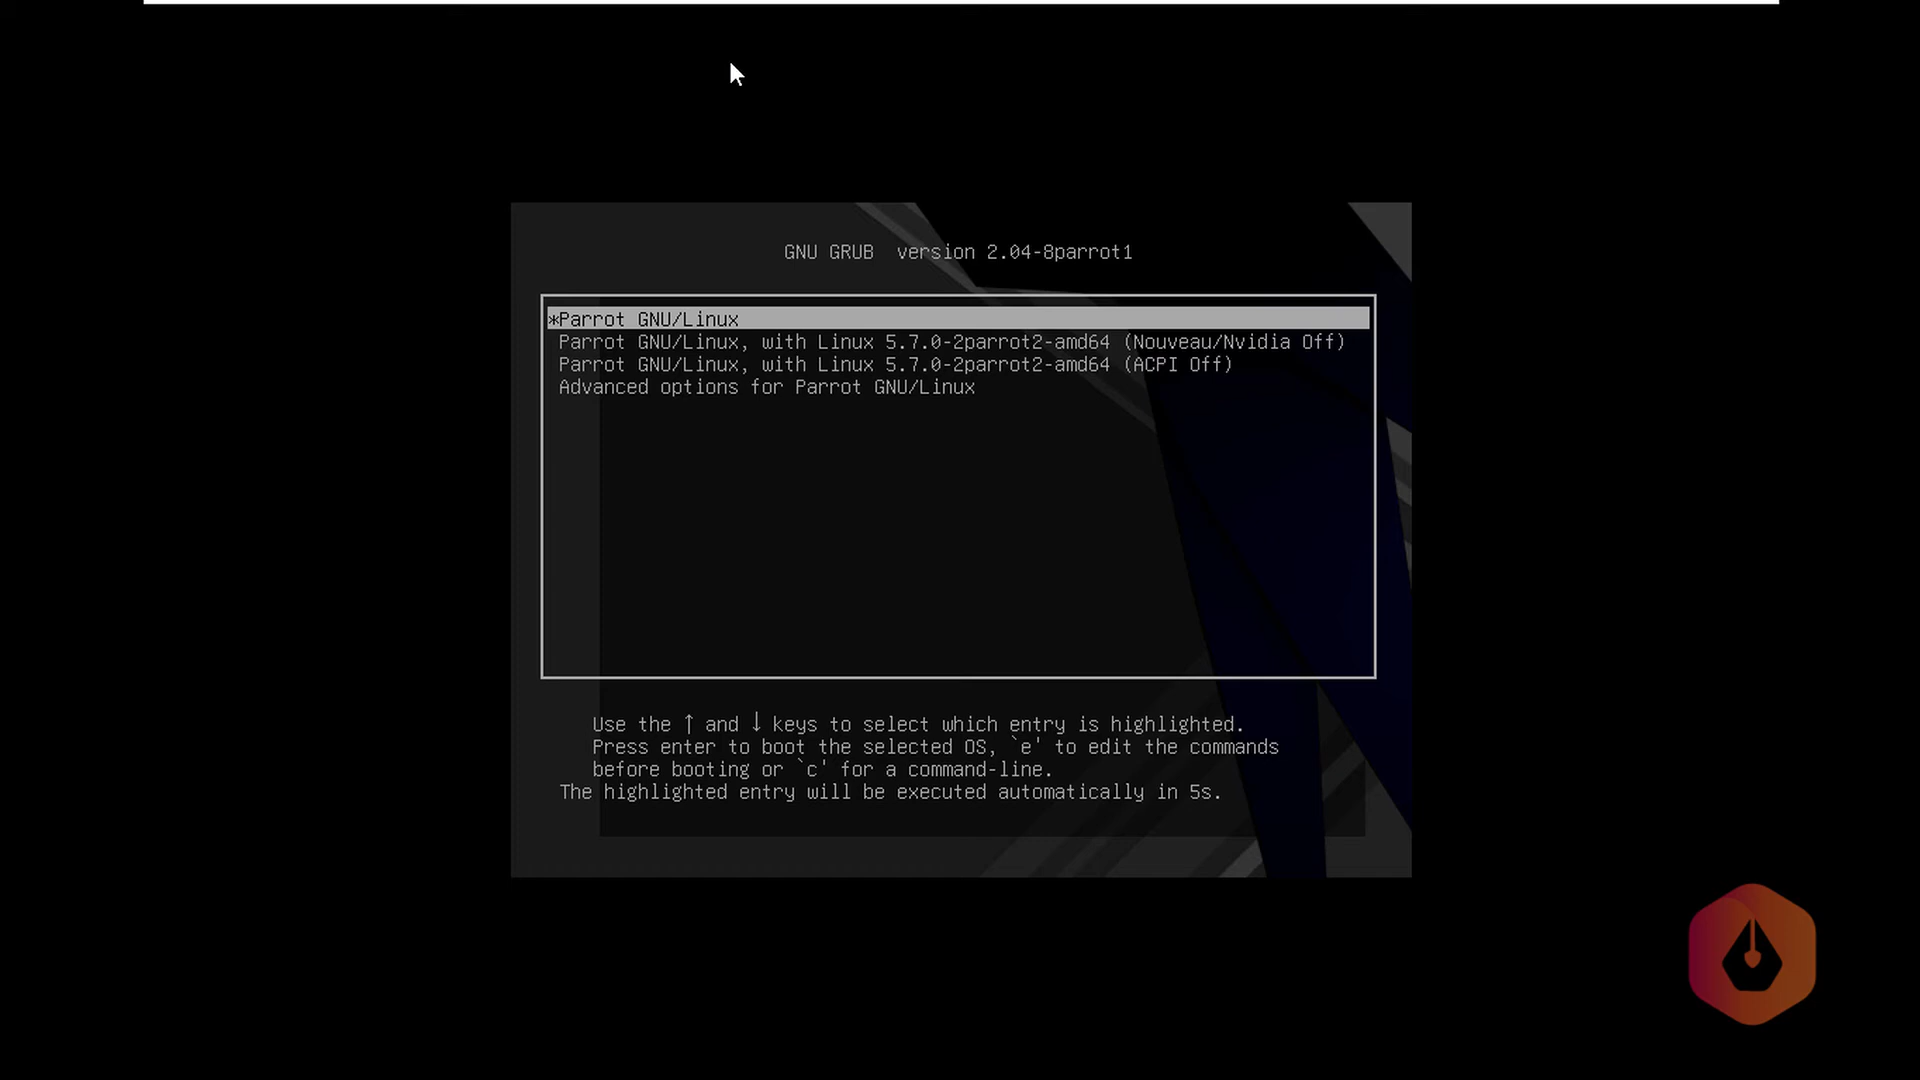 GNU GRUB  version 2.04-8parrot1
*Parrot GNU/Linux
Parrot GNU/Linux, with Linux 5.7.0-2parrot2-amd64 (Nouveau/Nvidia Off)
Parrot GNU/Linux, with Linux 5.7.0-2parrot2-amd64 (ACPI Off)
Advanced options for Parrot GNU/Linux
Use the ↑ and ↓ keys to select which entry is highlighted.
Press enter to boot the selected OS, `e' to edit the commands
before booting or `c' for a command-line.
The highlighted entry will be executed automatically in 5s.